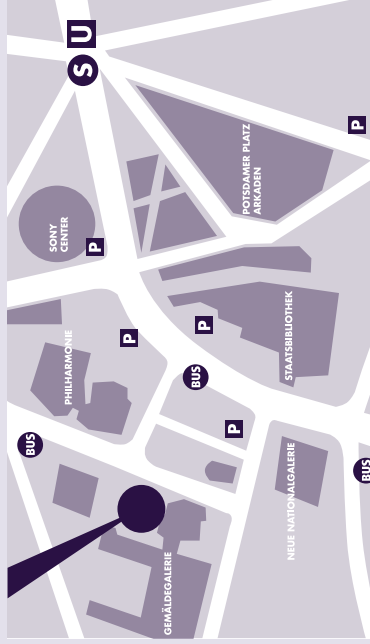 U
S
P
POTSDAMER PLATZ
ARKADEN
SONY
CENTER
P
P
P
STAATSBIBLIOTHEK
PHILHARMONIE
BUS
P
BUS
NEUE NATIONALGALERIE
BUS
GEMÄLDEGALERIE